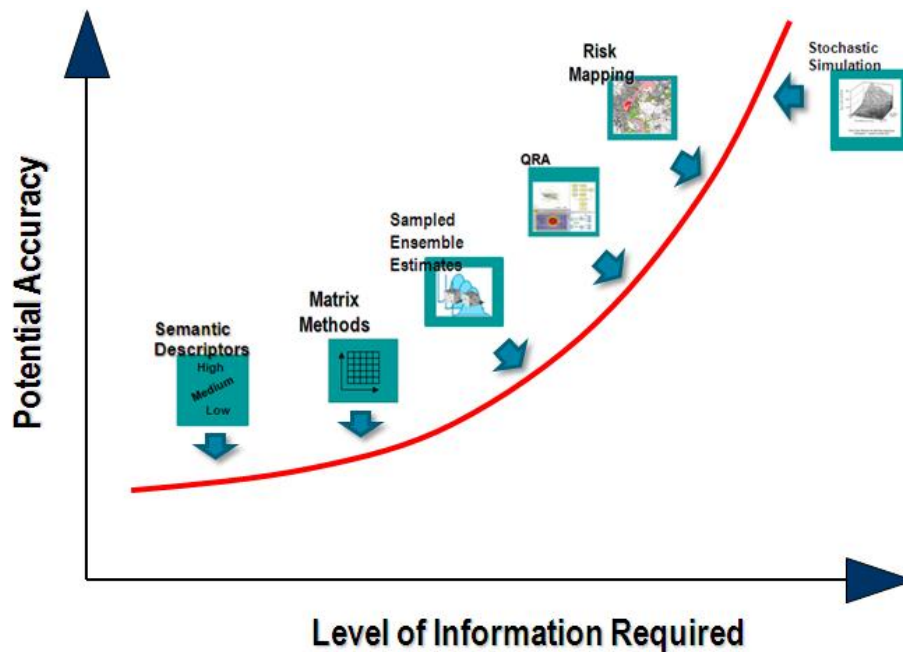 Risk
Mapping
Stochastic
Simulation
QRA
Sampled
Ensemble
Estimates
Matrix
Methods
Semantic
Descriptors
High
Medium
Low
Potential Accuracy
Level of Information Required